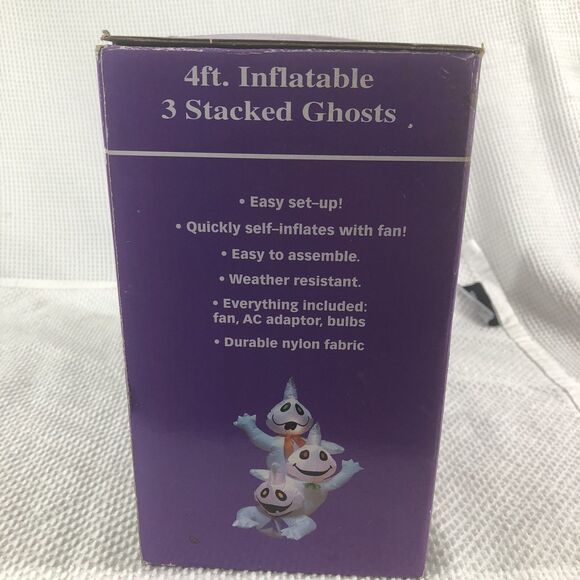 4ft. Inflatable
3 Stacked Ghosts
• Easy set-up!
• Quickly self-inflates with fan!
• Easy to assemble.
• Weather resistant.
• Everything included:
fan, AC adaptor, bulbs
• Durable nylon fabric